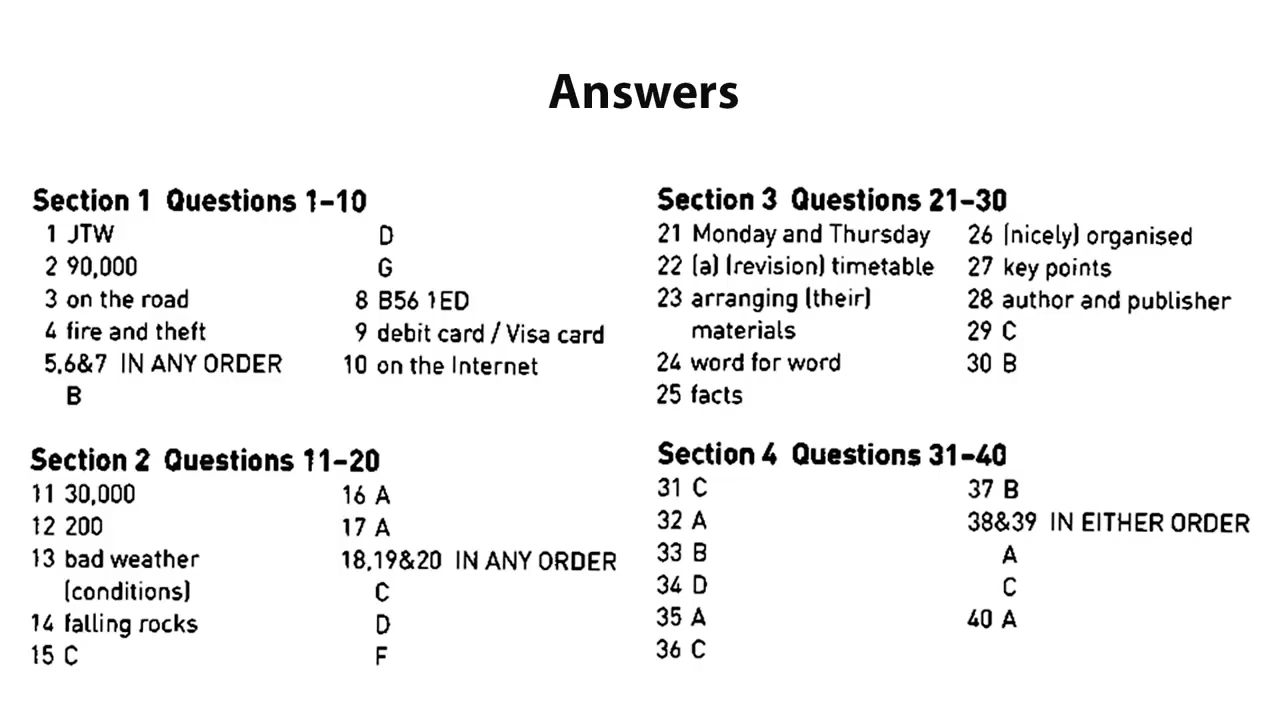 Answers
Section 1 Questions 1–10
1 JTW
2 90,000
3 on the road
4 fire and theft
5,6&7 IN ANY ORDER
B
D
G
8 B56 1ED
9 debit card / Visa card
10 on the Internet
Section 2 Questions 11–20
11 30,000
12 200
13 bad weather
(conditions)
14 falling rocks
15 C
16 A
17 A
18,19&20 IN ANY ORDER
C
D
F
Section 3 Questions 21–30
21 Monday and Thursday
22 (a) (revision) timetable
23 arranging (their)
materials
24 word for word
25 facts
26 (nicely) organised
27 key points
28 author and publisher
29 C
30 B
Section 4 Questions 31–40
31 C
32 A
33 B
34 D
35 A
36 C
37 B
38&39 IN EITHER ORDER
A
C
40 A